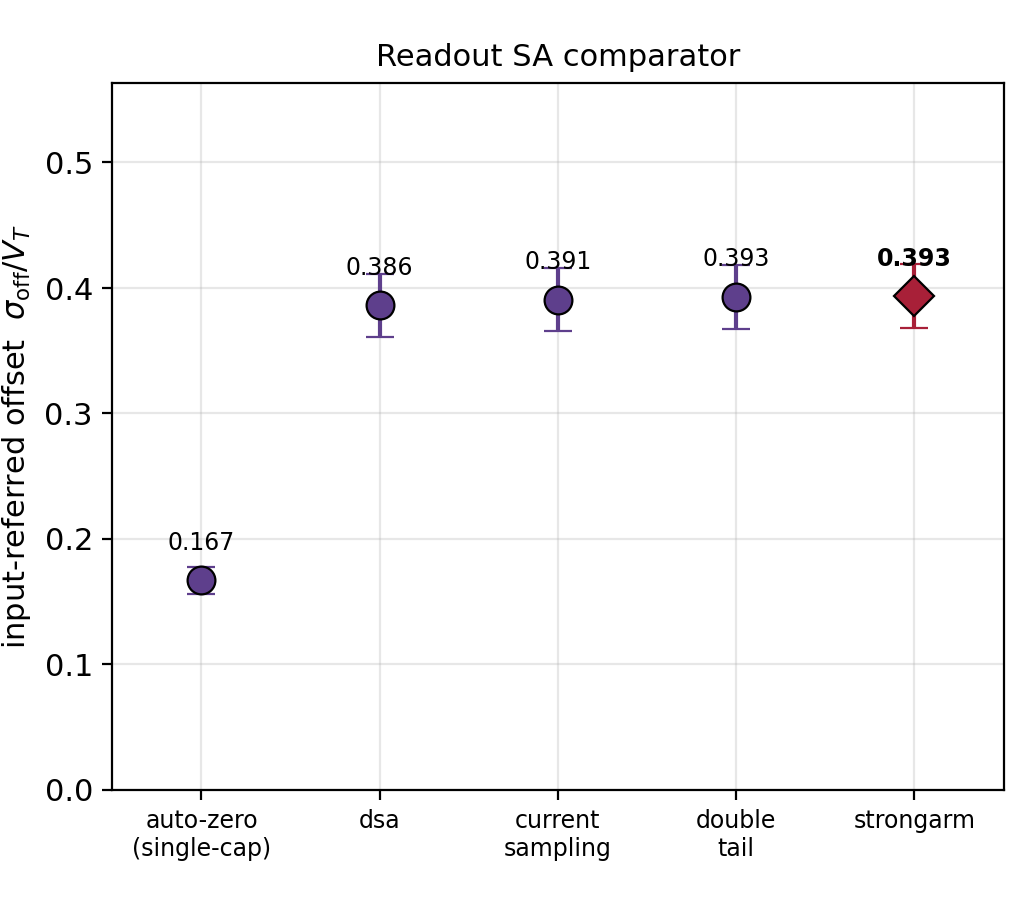 Readout SA comparator
input-referred offset σ_off/V_T
0.5
0.4
0.3
0.2
0.1
0.0
0.167
0.386
0.391
0.393
0.393
auto-zero
(single-cap)
dsa
current
sampling
double
tail
strongarm